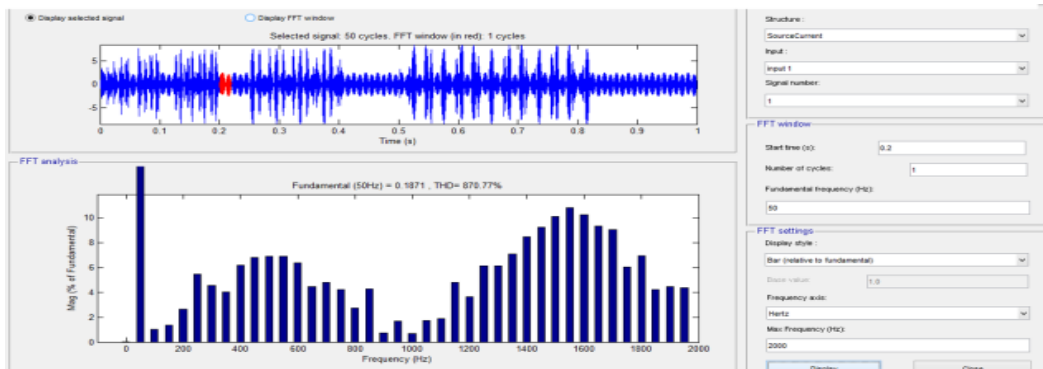 Display selected signal
Display FFT window
Selected signal: 50 cycles. FFT window (in red): 1 cycles
5
0
-5
0 0.1 0.2 0.3 0.4 0.5 0.6 0.7 0.8 0.9 1
Time (s)
FFT analysis
Fundamental (50Hz) = 0.1871 , THD= 870.77%
Mag (% of Fundamental)
10
8
6
4
2
0
0 200 400 600 800 1000 1200 1400 1600 1800 2000
Frequency (Hz)
Structure :
SourceCurrent
Input :
input 1
Signal number:
1
FFT window
Start time (s): 0.2
Number of cycles: 1
Fundamental frequency (Hz):
50
FFT settings
Display style :
Bar (relative to fundamental)
Base value: 1.0
Frequency axis:
Hertz
Max Frequency (Hz):
2000
Display Close